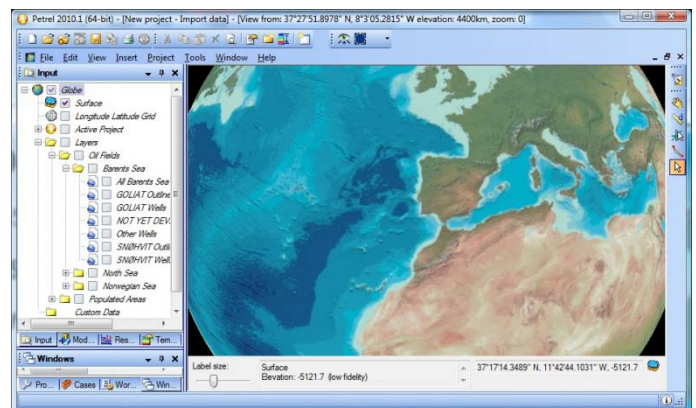 Petrel 2010.1 (64-bit) - [New project - Import data] - [View from: 37°27'51.8978" N, 8°3'05.2815" W elevation: 4400km, zoom: 0]
File Edit View Insert Project Tools Window Help
Input
Globe
Surface
Longitude Latitude Grid
Active Project
Layers
Oil Fields
Barents Sea
All Barents Sea
GOLIAT Outline
GOLIAT Wells
NOT YET DEV
Other Wells
SNØHVIT Outli
SNØHVIT Well
North Sea
Norwegian Sea
Populated Areas
Custom Data
Input Mod... Res... Tem...
Windows
Pro... Cases Wor... Win...
Label size:
Surface
Elevation: -5121.7 (low fidelity)
37°17'14.3489" N, 11°42'44.1031" W, -5121.7